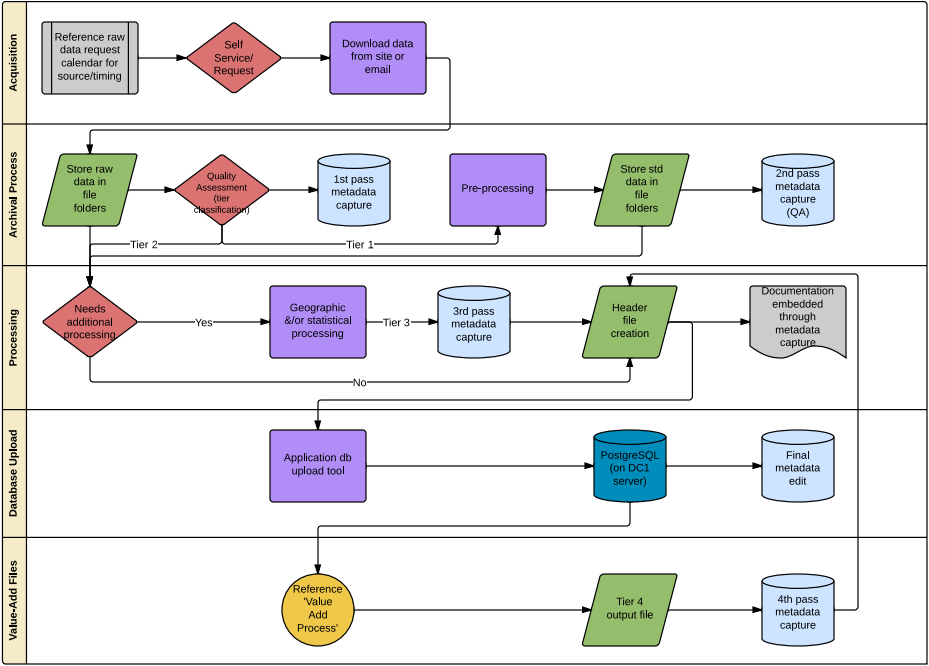 Acquisition
Reference raw
data request
calendar for
source/timing
Self
Service/
Request
Download data
from site or
email
Archival Process
Store raw
data in
file
folders
Quality
Assessment
(tier
classification)
1st pass
metadata
capture
Pre-processing
Store std
data in
file
folders
2nd pass
metadata
capture
(QA)
Tier 2
Tier 1
Processing
Needs
additional
processing
Yes
Geographic
&/or statistical
processing
Tier 3
3rd pass
metadata
capture
Header
file
creation
Documentation
embedded
through
metadata
capture
No
Database Upload
Application db
upload tool
PostgreSQL
(on DC1
server)
Final
metadata
edit
Value-Add Files
Reference
'Value
Add
Process'
Tier 4
output file
4th pass
metadata
capture